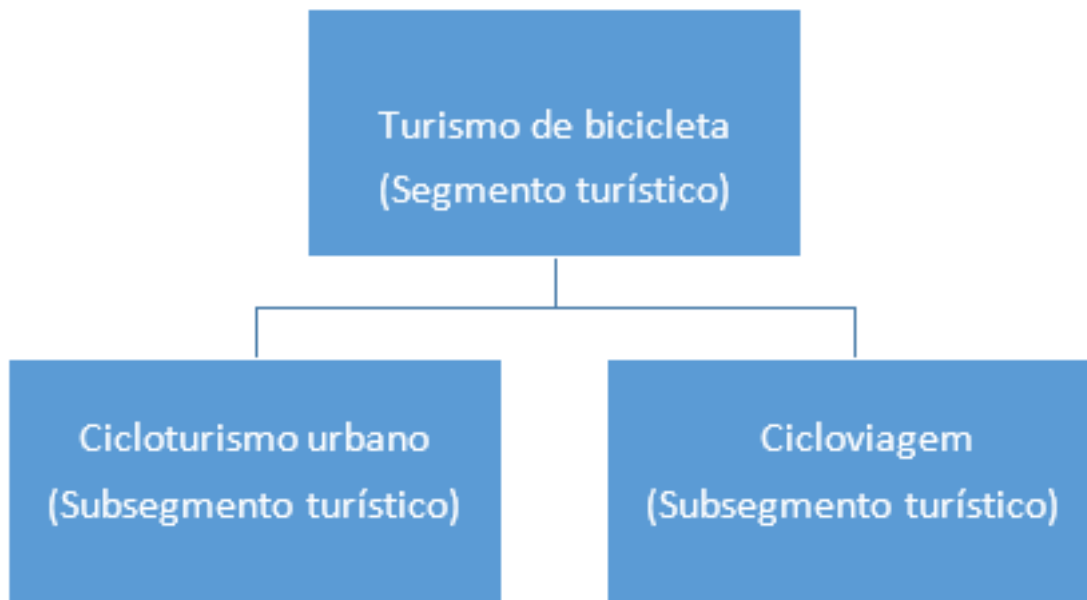 Turismo de bicicleta
(Segmento turístico)
Cicloturismo urbano
(Subsegmento turístico)
Cicloviagem
(Subsegmento turístico)